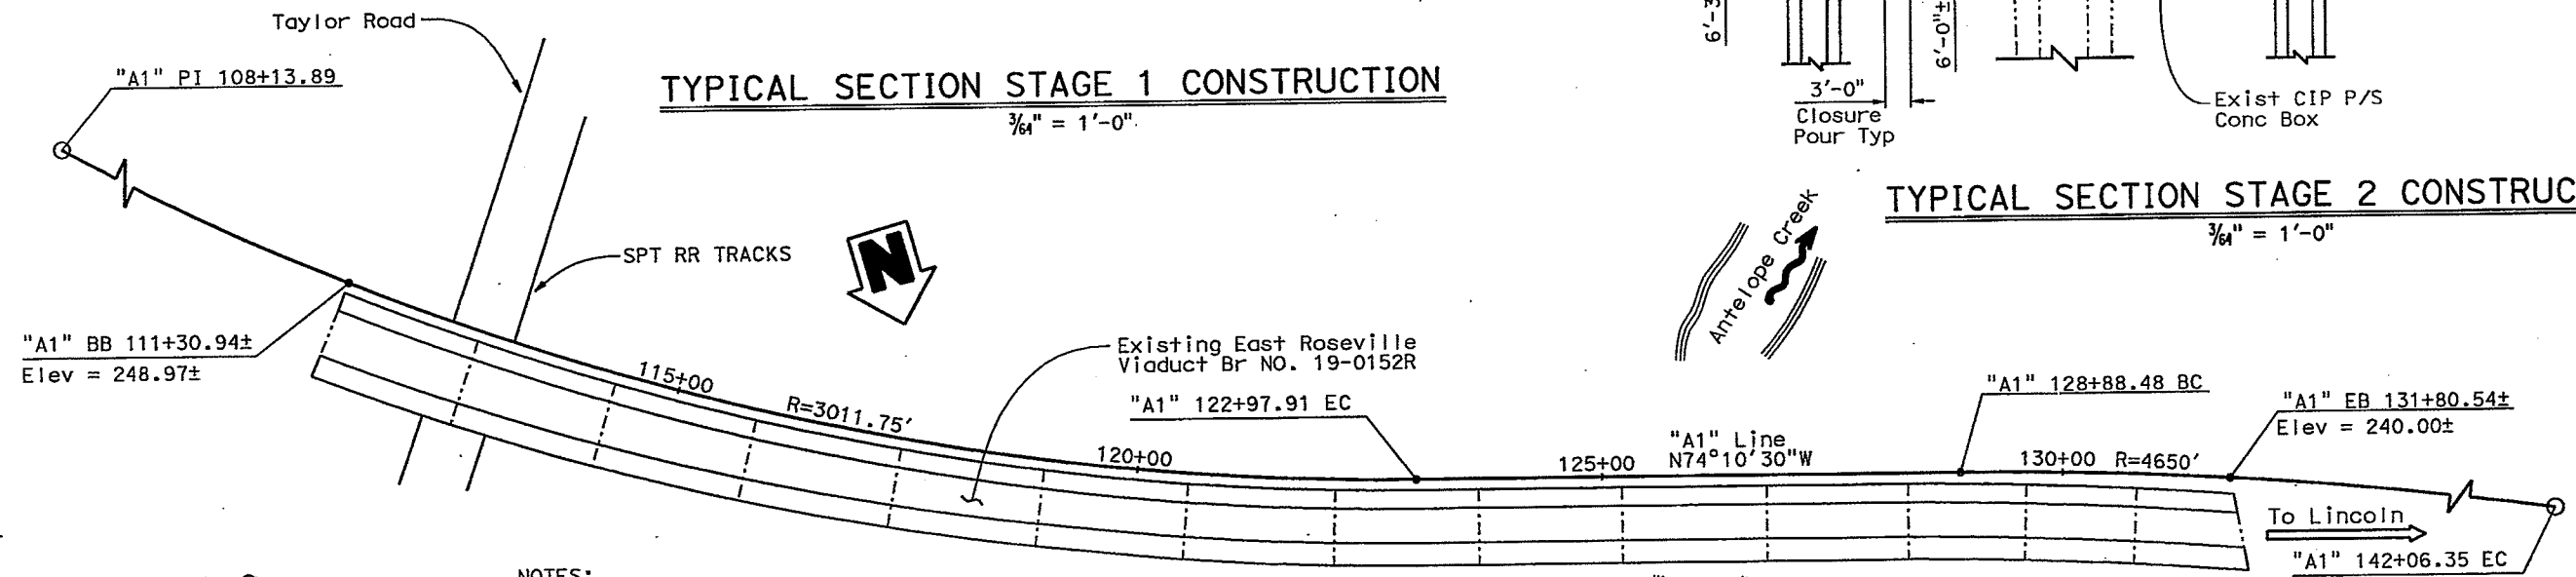 Taylor Road
"A1" PI 108+13.89
TYPICAL SECTION STAGE 1 CONSTRUCTION
3/64" = 1'-0"
6'-0"±
3'-0"
Closure
Pour Typ
Exist CIP P/S
Conc Box
TYPICAL SECTION STAGE 2 CONSTRUC
3/64" = 1'-0"
SPT RR TRACKS
N
Antelope Creek
"A1" BB 111+30.94±
Elev = 248.97±
115+00
R=3011.75'
Existing East Roseville
Viaduct Br NO. 19-0152R
"A1" 122+97.91 EC
120+00
125+00
"A1" Line
N74°10'30"W
"A1" 128+88.48 BC
130+00
R=4650'
"A1" EB 131+80.54±
Elev = 240.00±
To Lincoln
"A1" 142+06.35 EC
NOTES: